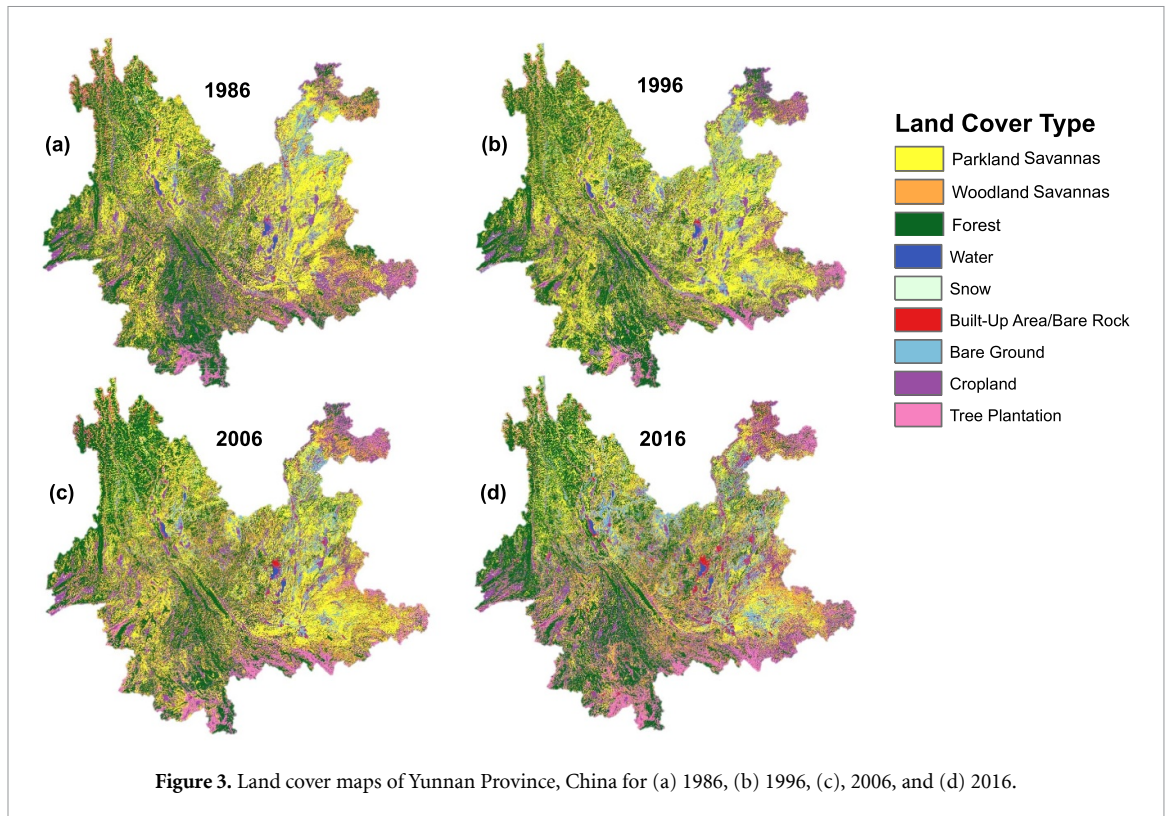 1986
(a)
1996
(b)
Land Cover Type
Parkland Savannas
Woodland Savannas
Forest
Water
Snow
Built-Up Area/Bare Rock
Bare Ground
Cropland
Tree Plantation
2006
(c)
2016
(d)
Figure 3. Land cover maps of Yunnan Province, China for (a) 1986, (b) 1996, (c), 2006, and (d) 2016.